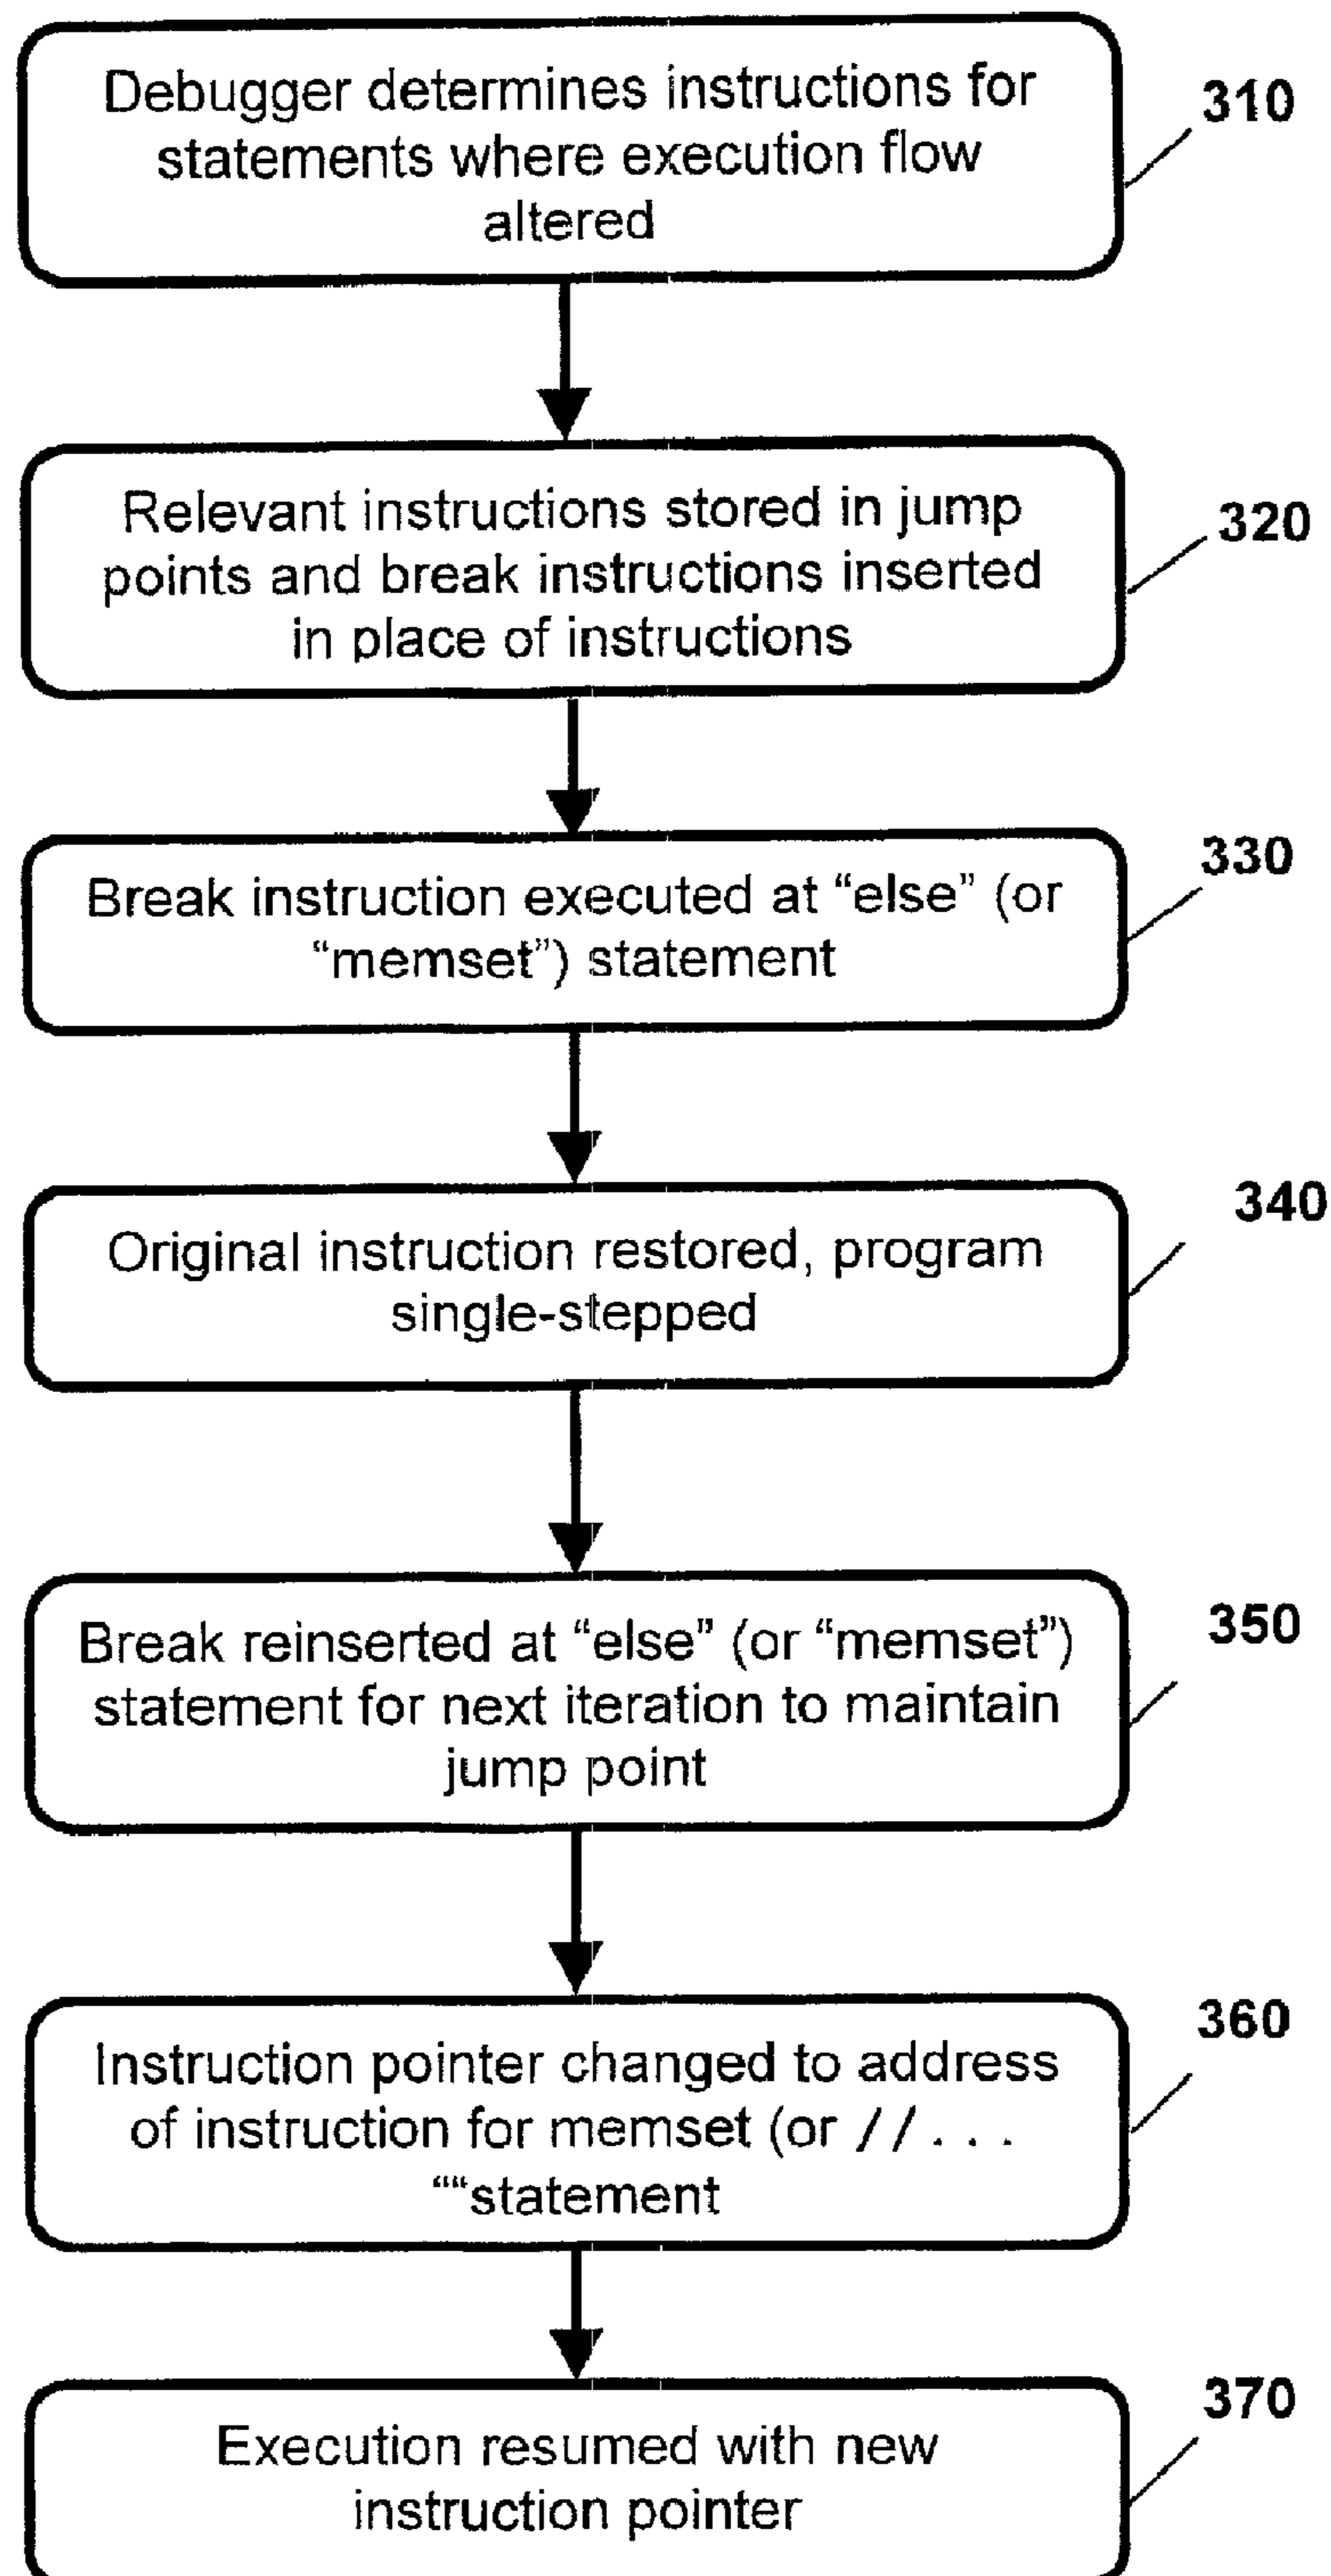 Debugger determines instructions for
statements where execution flow
altered
310
Relevant instructions stored in jump
points and break instructions inserted
in place of instructions
320
Break instruction executed at “else” (or
“memset”) statement
330
Original instruction restored, program
single-stepped
340
Break reinserted at “else” (or “memset”)
statement for next iteration to maintain
jump point
350
Instruction pointer changed to address
of instruction for memset (or //...
““statement
360
Execution resumed with new
instruction pointer
370